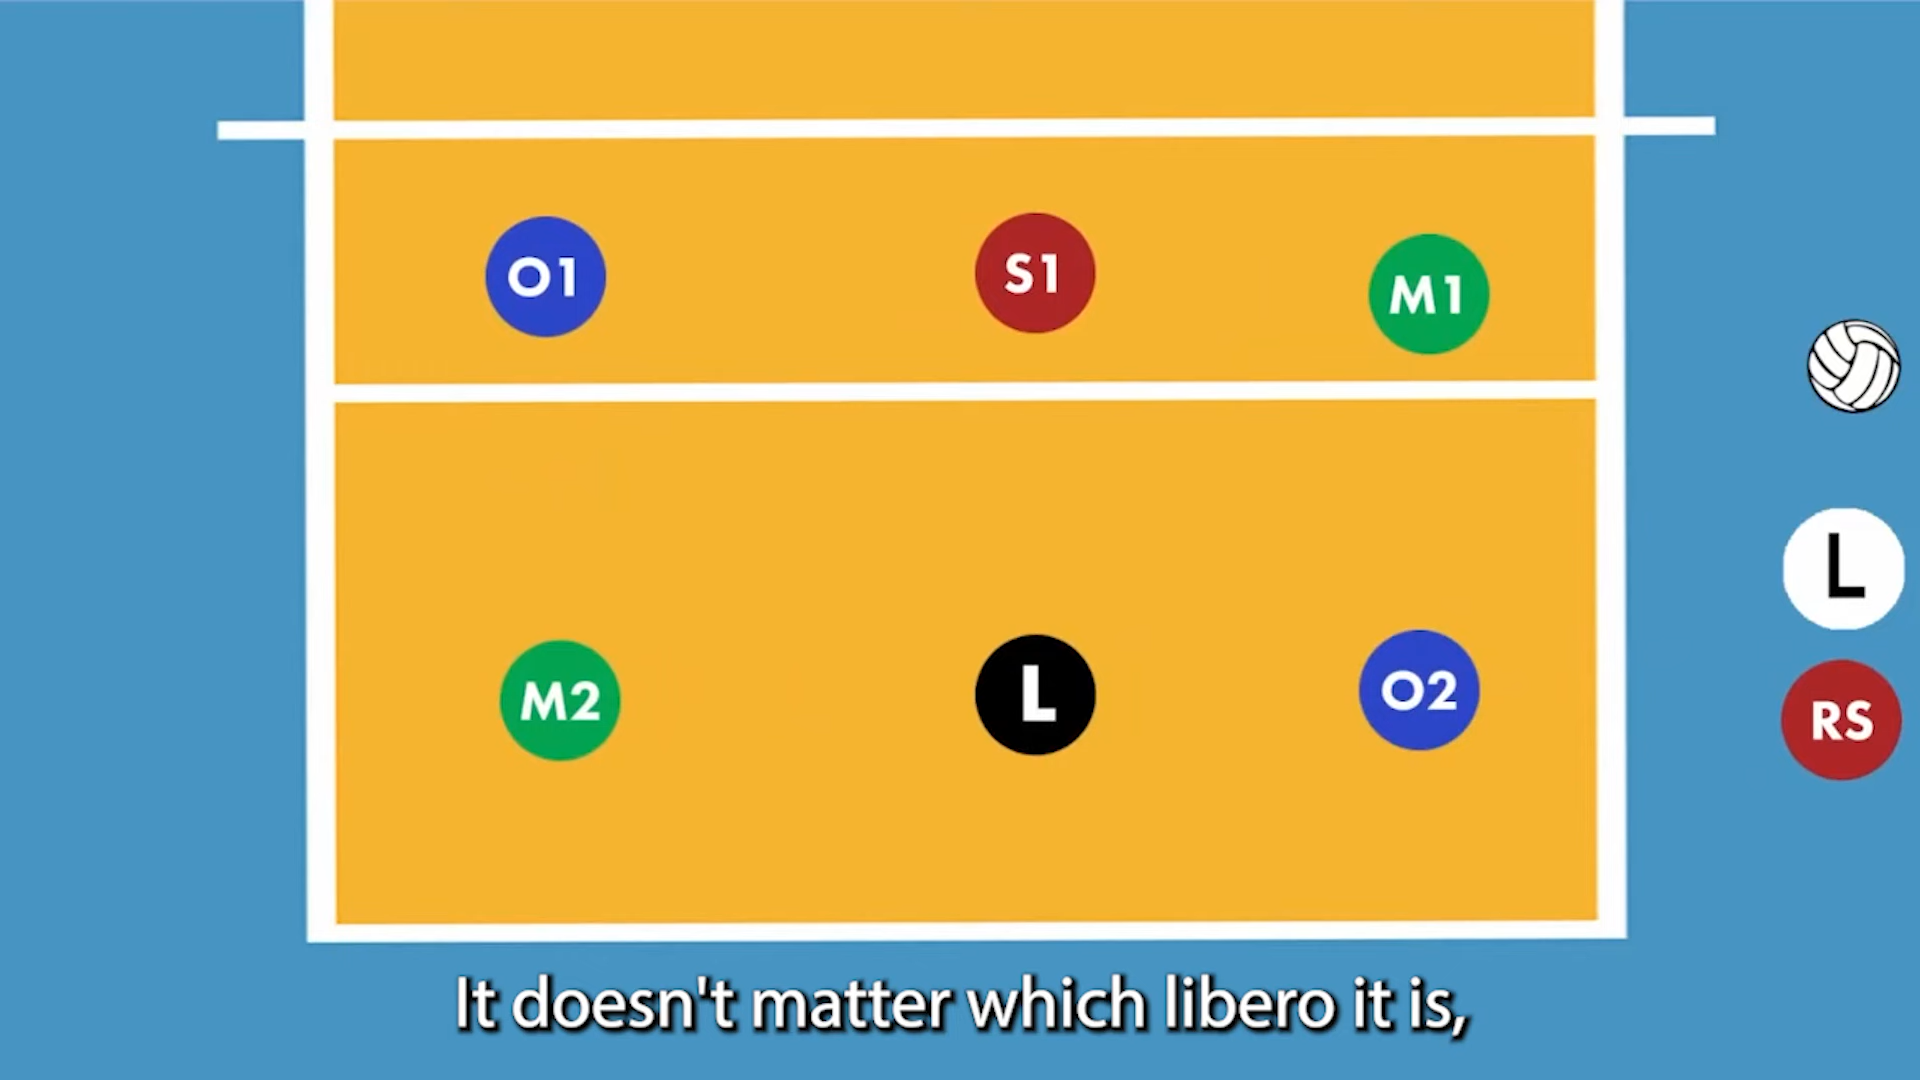 O1
S1
M1
L
M2
L
O2
RS
It doesn't matter which libero it is,